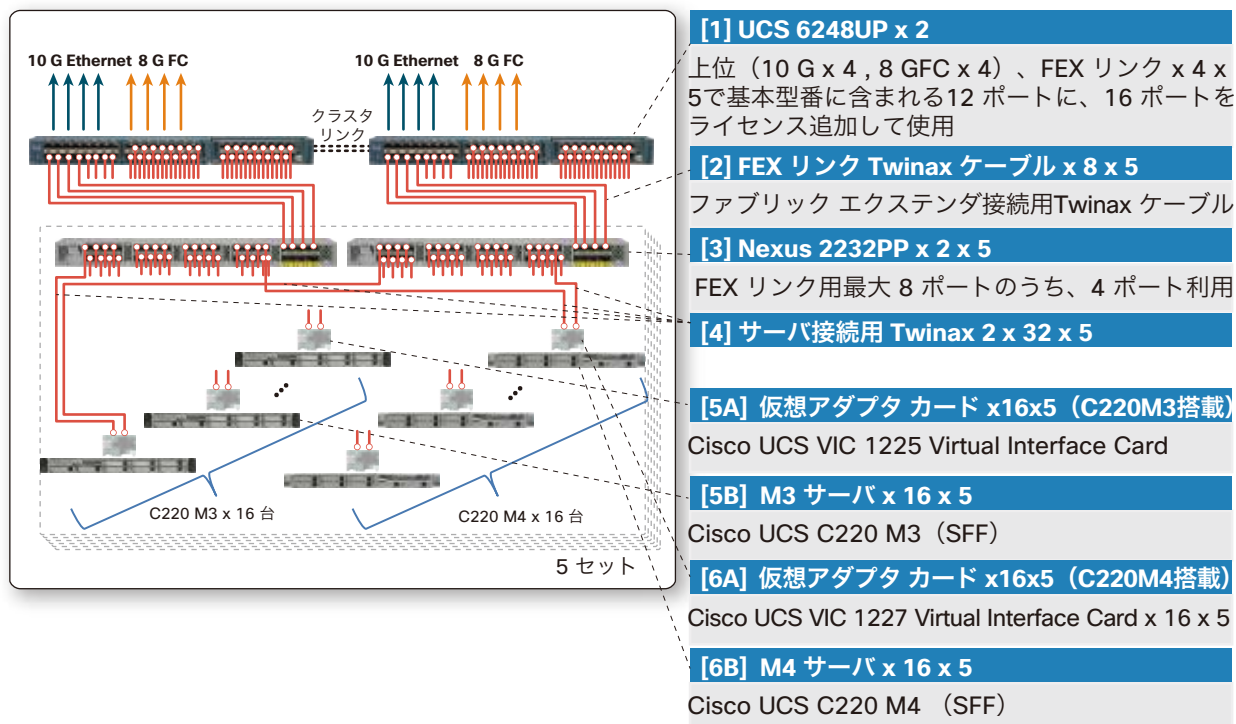 10 G Ethernet 8 G FC
10 G Ethernet 8 G FC
クラスタ
リンク
C220 M3 x 16 台
C220 M4 x 16 台
5 セット
[1] UCS 6248UP x 2
上位（10 G x 4 , 8 GFC x 4）、FEX リンク x 4 x
5で基本型番に含まれる12 ポートに、16 ポートを
ライセンス追加して使用
[2] FEX リンク Twinax ケーブル x 8 x 5
ファブリック エクステンダ接続用Twinax ケーブル
[3] Nexus 2232PP x 2 x 5
FEX リンク用最大 8 ポートのうち、4 ポート利用
[4] サーバ接続用 Twinax 2 x 32 x 5
[5A] 仮想アダプタ カード x16x5（C220M3搭載）
Cisco UCS VIC 1225 Virtual Interface Card
[5B] M3 サーバ x 16 x 5
Cisco UCS C220 M3（SFF）
[6A] 仮想アダプタ カード x16x5（C220M4搭載）
Cisco UCS VIC 1227 Virtual Interface Card x 16 x 5
[6B] M4 サーバ x 16 x 5
Cisco UCS C220 M4 （SFF）